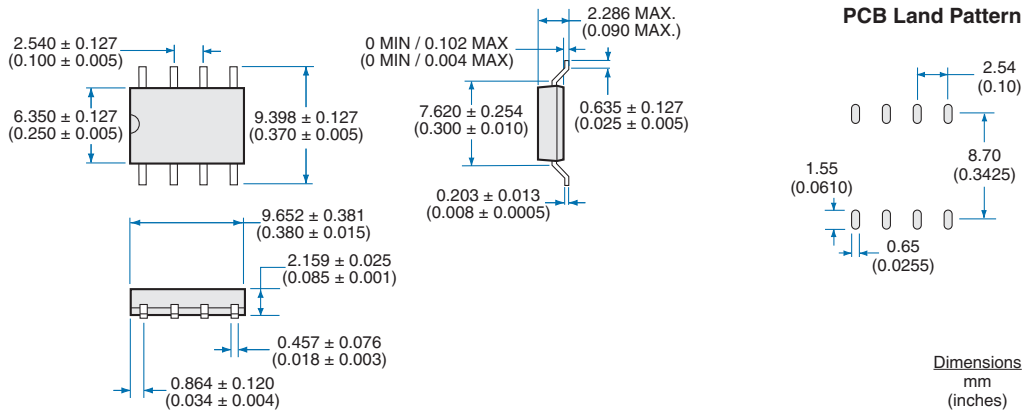 2.540 ± 0.127
(0.100 ± 0.005)
6.350 ± 0.127
(0.250 ± 0.005)
9.398 ± 0.127
(0.370 ± 0.005)
9.652 ± 0.381
(0.380 ± 0.015)
2.159 ± 0.025
(0.085 ± 0.001)
0.457 ± 0.076
(0.018 ± 0.003)
0.864 ± 0.120
(0.034 ± 0.004)
2.286 MAX.
(0.090 MAX.)
0 MIN / 0.102 MAX
(0 MIN / 0.004 MAX)
7.620 ± 0.254
(0.300 ± 0.010)
0.635 ± 0.127
(0.025 ± 0.005)
0.203 ± 0.013
(0.008 ± 0.0005)
PCB Land Pattern
2.54
(0.10)
8.70
(0.3425)
1.55
(0.0610)
0.65
(0.0255)
Dimensions
mm
(inches)